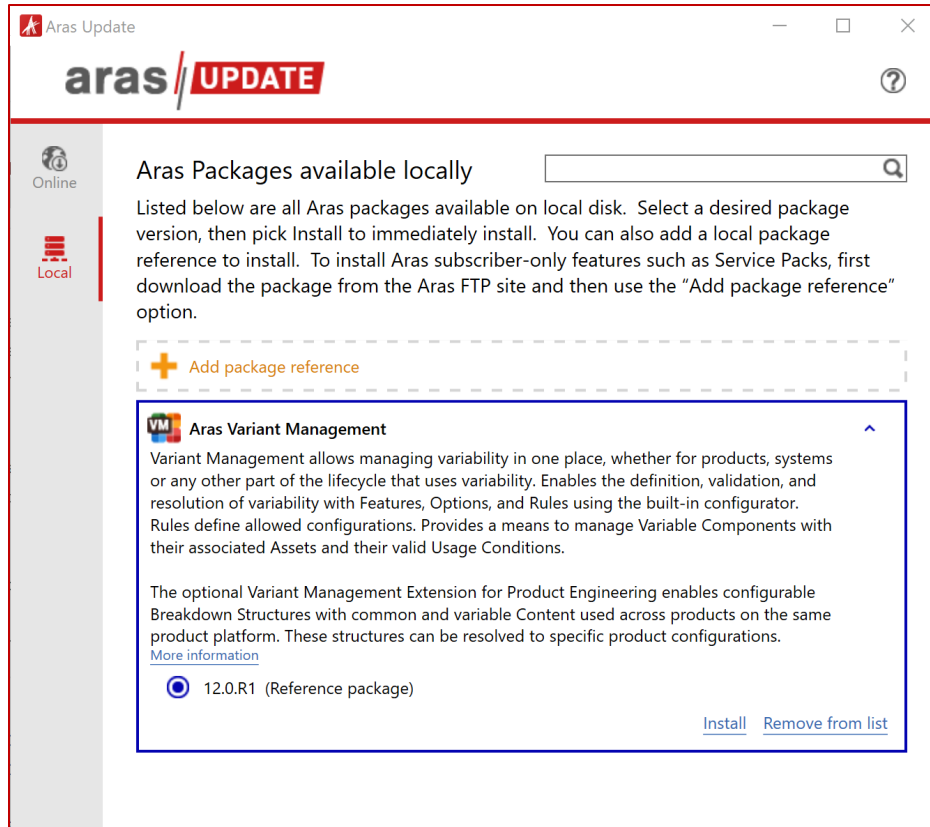 Aras Update
aras UPDATE
?
Online
Local
Aras Packages available locally
Listed below are all Aras packages available on local disk.  Select a desired package
version, then pick Install to immediately install.  You can also add a local package
reference to install.  To install Aras subscriber-only features such as Service Packs, first
download the package from the Aras FTP site and then use the “Add package reference”
option.
Add package reference
VM
Aras Variant Management
Variant Management allows managing variability in one place, whether for products, systems
or any other part of the lifecycle that uses variability. Enables the definition, validation, and
resolution of variability with Features, Options, and Rules using the built-in configurator.
Rules define allowed configurations. Provides a means to manage Variable Components with
their associated Assets and their valid Usage Conditions.
The optional Variant Management Extension for Product Engineering enables configurable
Breakdown Structures with common and variable Content used across products on the same
product platform. These structures can be resolved to specific product configurations.
More information
12.0.R1 (Reference package)
Install Remove from list